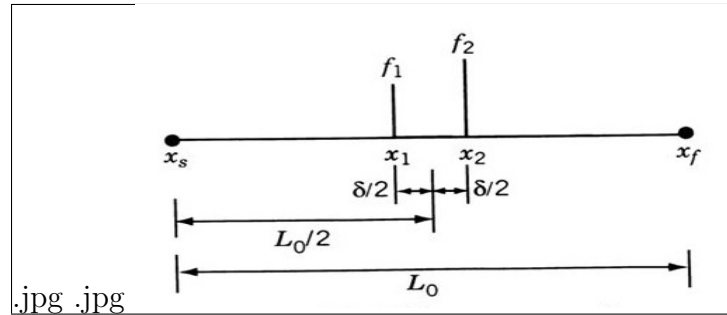 f₁ f₂
xₛ x₁ x₂ x_f
δ/2 δ/2
L₀/2
L₀
.jpg .jpg